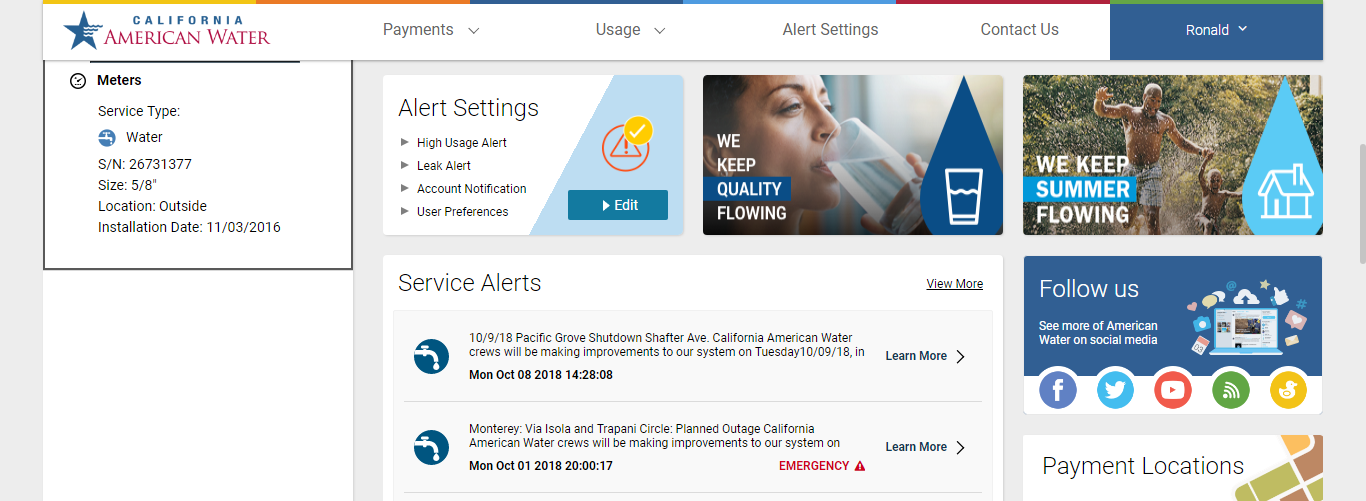 CALIFORNIA
AMERICAN WATER
Payments
Usage
Alert Settings
Contact Us
Ronald
Meters
Service Type:
Water
S/N: 26731377
Size: 5/8"
Location: Outside
Installation Date: 11/03/2016
Alert Settings
High Usage Alert
Leak Alert
Account Notification
User Preferences
Edit
WE
KEEP
QUALITY
FLOWING
WE KEEP
SUMMER
FLOWING
Service Alerts
View More
10/9/18 Pacific Grove Shutdown Shafter Ave. California American Water
crews will be making improvements to our system on Tuesday10/09/18, in
Mon Oct 08 2018 14:28:08
Learn More
Monterey: Via Isola and Trapani Circle: Planned Outage California
American Water crews will be making improvements to our system on
Mon Oct 01 2018 20:00:17
EMERGENCY
Learn More
Follow us
See more of American
Water on social media
Payment Locations